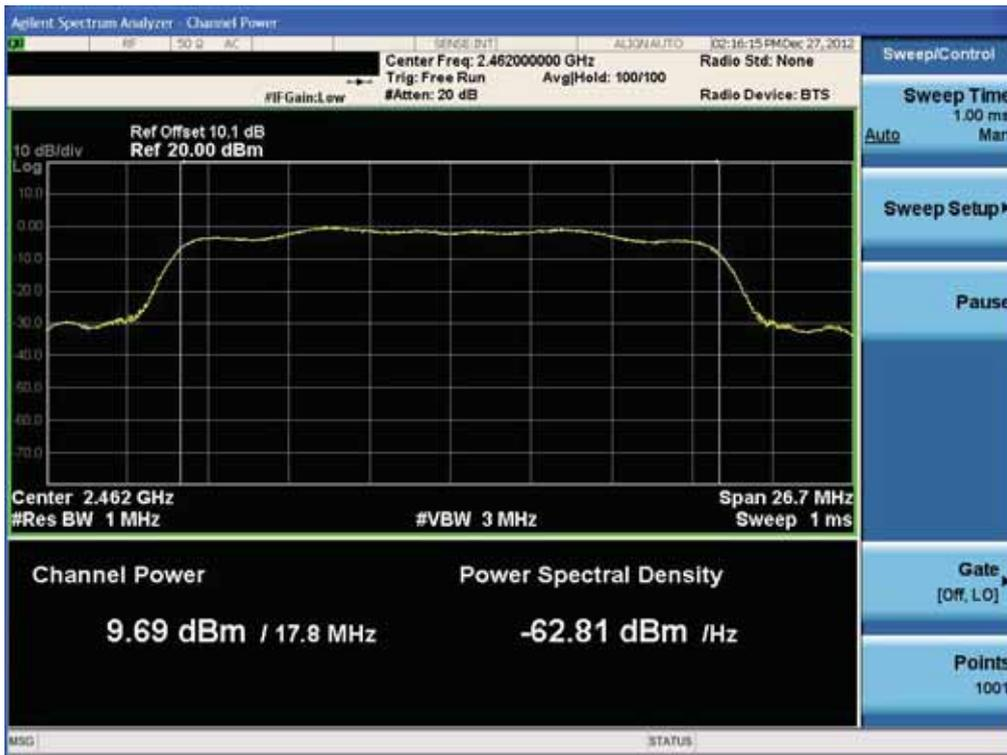 Agilent Spectrum Analyzer - Channel Power
RF 50 Ω AC SENSE:INT ALIGN AUTO 02:16:15 PM Dec 27, 2012
Center Freq: 2.462000000 GHz Radio Std: None
Trig: Free Run Avg|Hold: 100/100
#IFGain:Low #Atten: 20 dB Radio Device: BTS
Ref Offset 10.1 dB
10 dB/div Ref 20.00 dBm
Log
10.0
0.00
-10.0
-20.0
-30.0
-40.0
-50.0
-60.0
-70.0
Center 2.462 GHz Span 26.7 MHz
#Res BW 1 MHz #VBW 3 MHz Sweep 1 ms
Channel Power Power Spectral Density
9.69 dBm / 17.8 MHz -62.81 dBm /Hz
MSG STATUS
Sweep/Control
Sweep Time
1.00 ms
Auto Man
Sweep Setup
Pause
Gate
[Off, LO]
Points
1001